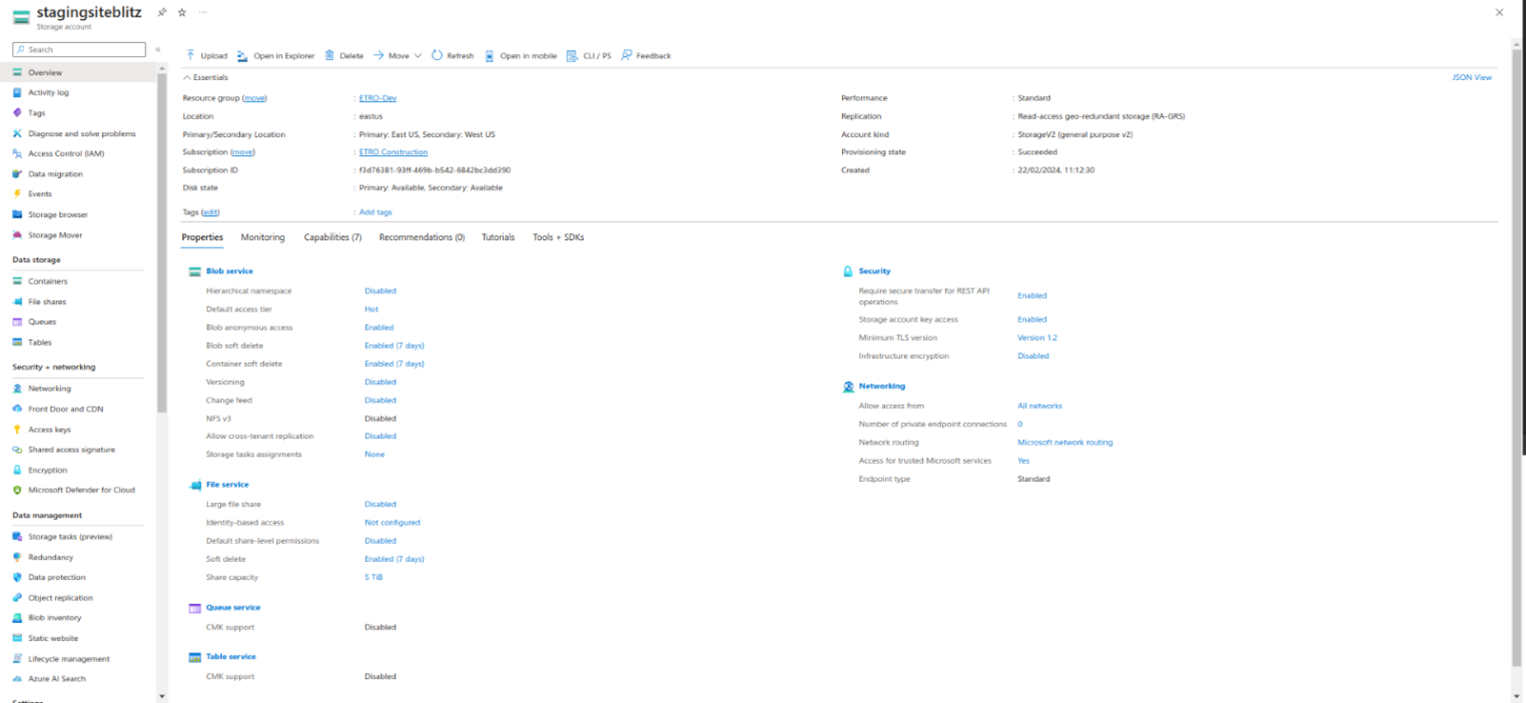 stagingsiteblitz
Storage account
Search
Overview
Activity log
Tags
Diagnose and solve problems
Access Control (IAM)
Data migration
Events
Storage browser
Storage Mover
Data storage
Containers
File shares
Queues
Tables
Security + networking
Networking
Front Door and CDN
Access keys
Shared access signature
Encryption
Microsoft Defender for Cloud
Data management
Storage tasks (preview)
Redundancy
Data protection
Object replication
Blob inventory
Static website
Lifecycle management
Azure AI Search
Settings
Upload Open in Explorer Delete Move Refresh Open in mobile CLI / PS Feedback
Essentials JSON View
Resource group (move) : ETRO-Dev
Location : eastus
Primary/Secondary Location : Primary: East US, Secondary: West US
Subscription (move) : ETRO Construction
Subscription ID : f3d76381-93ff-469b-b542-6842bc3dd390
Disk state : Primary: Available, Secondary: Available
Tags (edit) : Add tags
Performance : Standard
Replication : Read-access geo-redundant storage (RA-GRS)
Account kind : StorageV2 (general purpose v2)
Provisioning state : Succeeded
Created : 22/02/2024, 11:12:30
Properties Monitoring Capabilities (7) Recommendations (0) Tutorials Tools + SDKs
Blob service
Hierarchical namespace Disabled
Default access tier Hot
Blob anonymous access Enabled
Blob soft delete Enabled (7 days)
Container soft delete Enabled (7 days)
Versioning Disabled
Change feed Disabled
NFS v3 Disabled
Allow cross-tenant replication Disabled
Storage tasks assignments None
File service
Large file share Disabled
Identity-based access Not configured
Default share-level permissions Disabled
Soft delete Enabled (7 days)
Share capacity 5 TiB
Queue service
CMK support Disabled
Table service
CMK support Disabled
Security
Require secure transfer for REST API
operations Enabled
Storage account key access Enabled
Minimum TLS version Version 1.2
Infrastructure encryption Disabled
Networking
Allow access from All networks
Number of private endpoint connections 0
Network routing Microsoft network routing
Access for trusted Microsoft services Yes
Endpoint type Standard